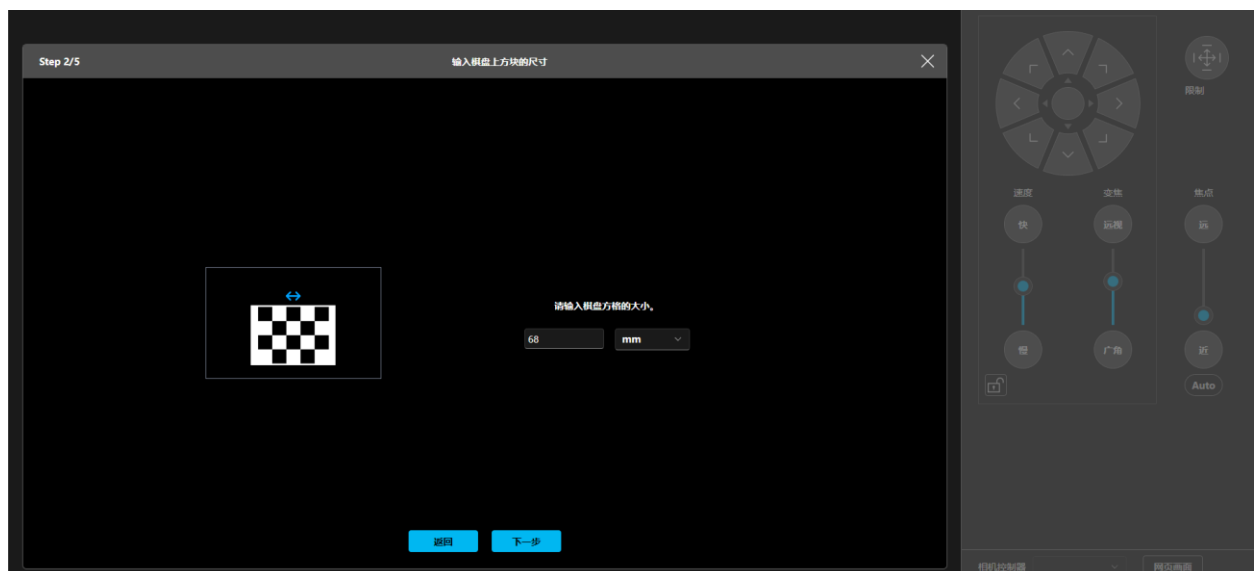 Step 2/5
输入棋盘上方块的尺寸
请输入棋盘方格的大小。
68
mm
返回
下一步
限制
速度
变焦
焦点
快
远视
远
慢
广角
近
Auto
相机控制器
网页画面